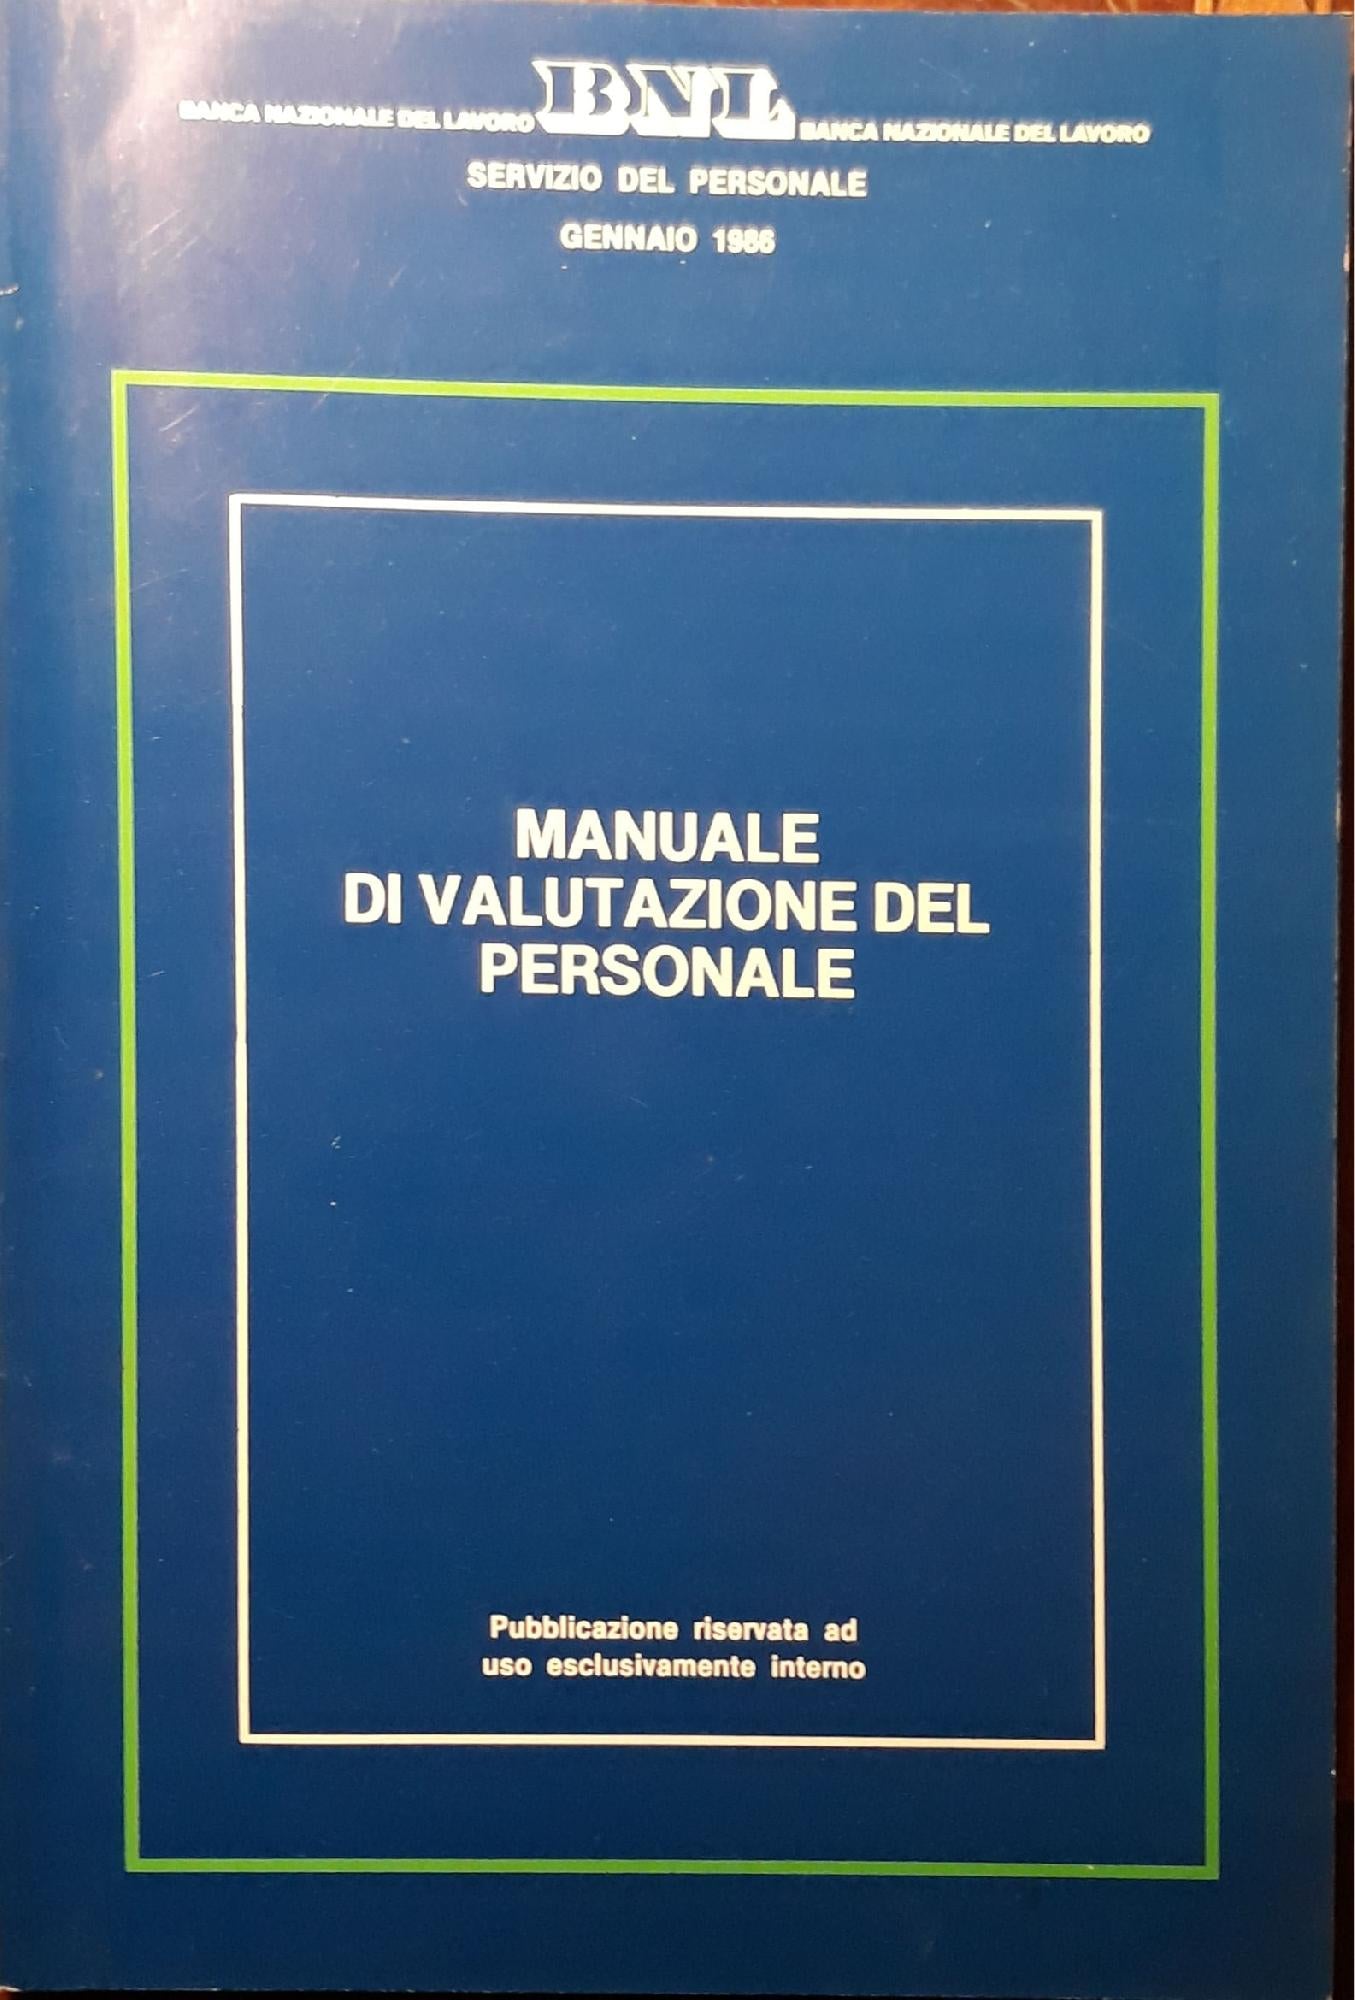 BANCA NAZIONALE DEL LAVORO BNL BANCA NAZIONALE DEL LAVORO
SERVIZIO DEL PERSONALE
GENNAIO 1986
MANUALE
DI VALUTAZIONE DEL
PERSONALE
Pubblicazione riservata ad
uso esclusivamente interno